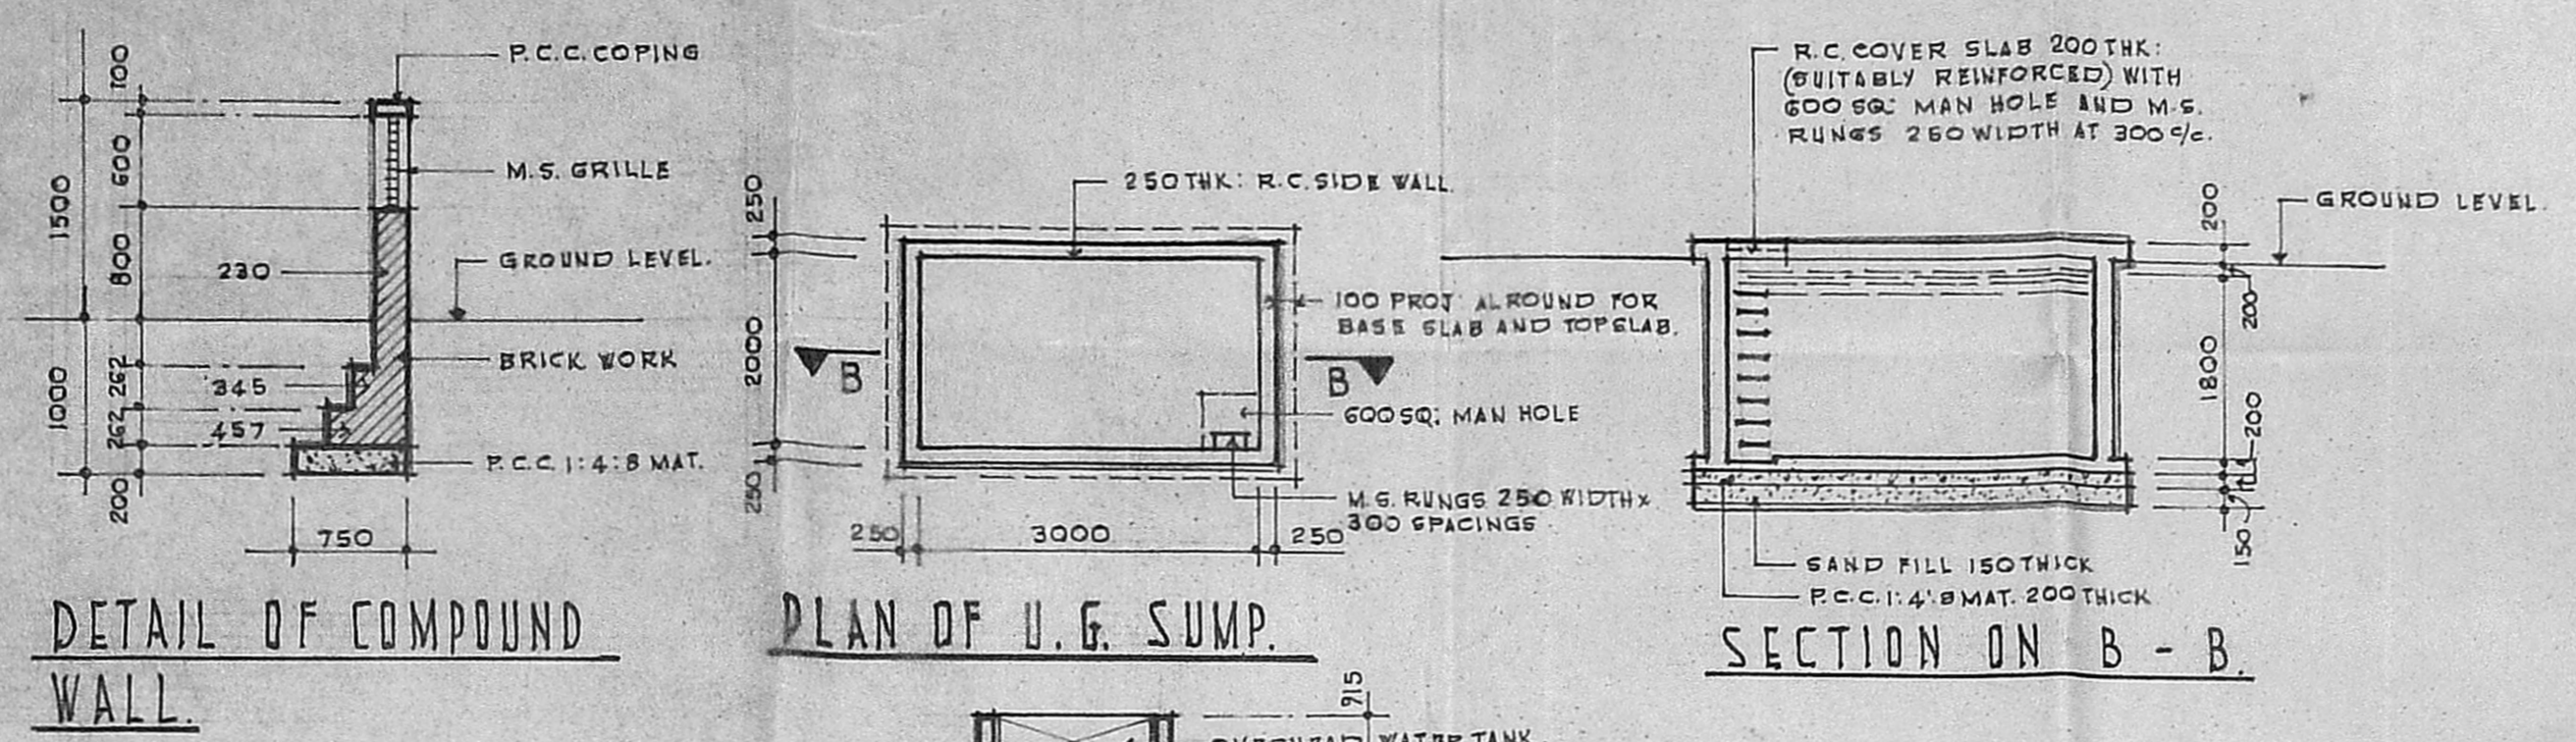 100
600
1500
800
230
1000
262
262
345
457
200
750
P.C.C. COPING
M.S. GRILLE
GROUND LEVEL.
BRICK WORK
P.C.C. 1:4:8 MAT.
DETAIL OF COMPOUND
WALL.
250
2000
250
250 THK: R.C. SIDE WALL.
100 PROJ: ALROUND FOR
BASE SLAB AND TOPSLAB.
B
B
600 SQ: MAN HOLE
M.S. RUNGS 250 WIDTH x
300 SPACINGS
250
3000
250
PLAN OF U.G. SUMP.
R.C. COVER SLAB 200 THK:
(SUITABLY REINFORCED) WITH
600 SQ: MAN HOLE AND M.S.
RUNGS 250 WIDTH AT 300 c/c.
GROUND LEVEL.
200
200
1800
200
150
SAND FILL 150 THICK
P.C.C. 1:4:8 MAT. 200 THICK
SECTION ON B - B.
915
WATER TANK